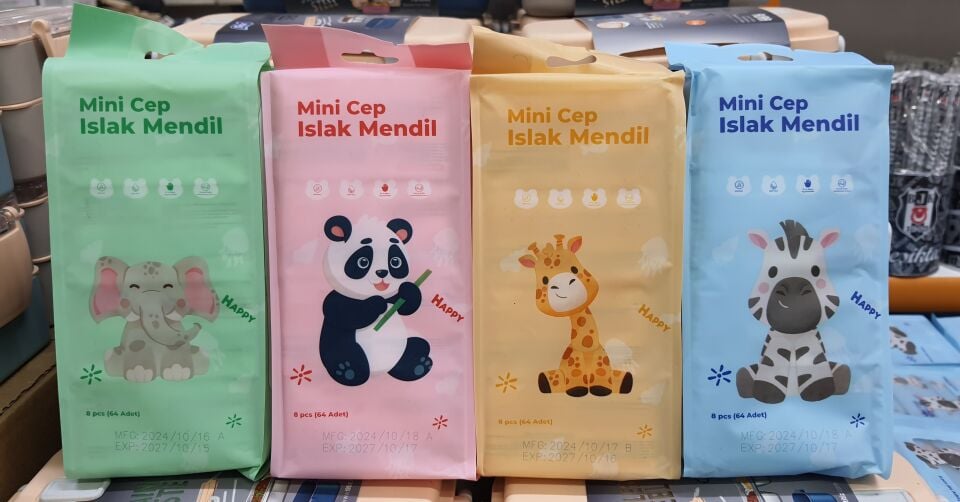 Mini Cep
Islak Mendil
HAPPY
8 pcs (64 Adet)
MFG: 2024/10/16 A
EXP: 2027/10/15
Mini Cep
Islak Mendil
HAPPY
8 pcs (64 Adet)
MFG: 2024/10/18 A
EXP: 2027/10/17
Mini Cep
Islak Mendil
HAPPY
8 pcs (64 Adet)
MFG: 2024/10/17 B
EXP: 2027/10/16
Mini Cep
Islak Mendil
HAPPY
8 pcs (64 Adet)
MFG: 2024/10/18 A
EXP: 2027/10/17